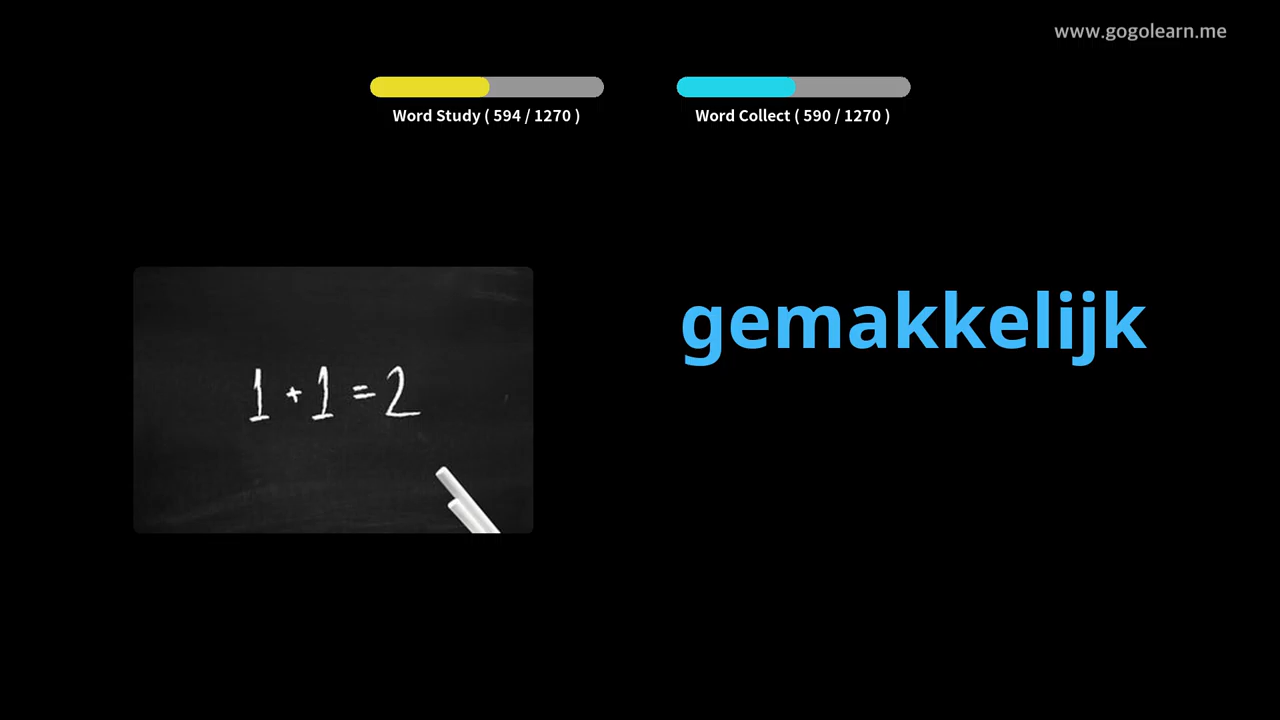 www.gogolearn.me
Word Study ( 594 / 1270 )
Word Collect ( 590 / 1270 )
gemakkelijk
1 + 1 = 2